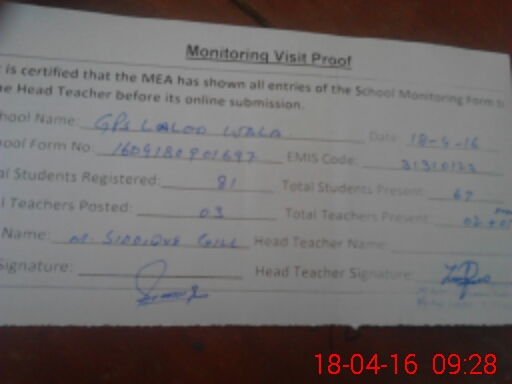 Monitoring Visit Proof
t is certified that the MEA has shown all entries of the School Monitoring Form
he Head Teacher before its online submission.
hool Name: GPS LALOO WALA Date: 18-4-16
ool Form No: EMIS Code:
al Students Registered: 81 Total Students Present: 67
l Teachers Posted: 03 Total Teachers Present:
Name: M. SIDDIQUE GILL Head Teacher Name
Signature: Head Teacher Signature:
18-04-16 09:28